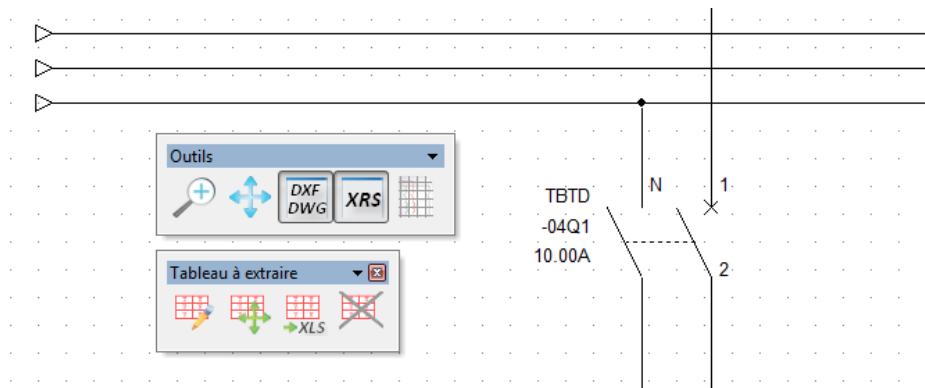 Outils
DXF
DWG
XRS
Tableau à extraire
XLS
N
1
TBTD
-04Q1
10.00A
2